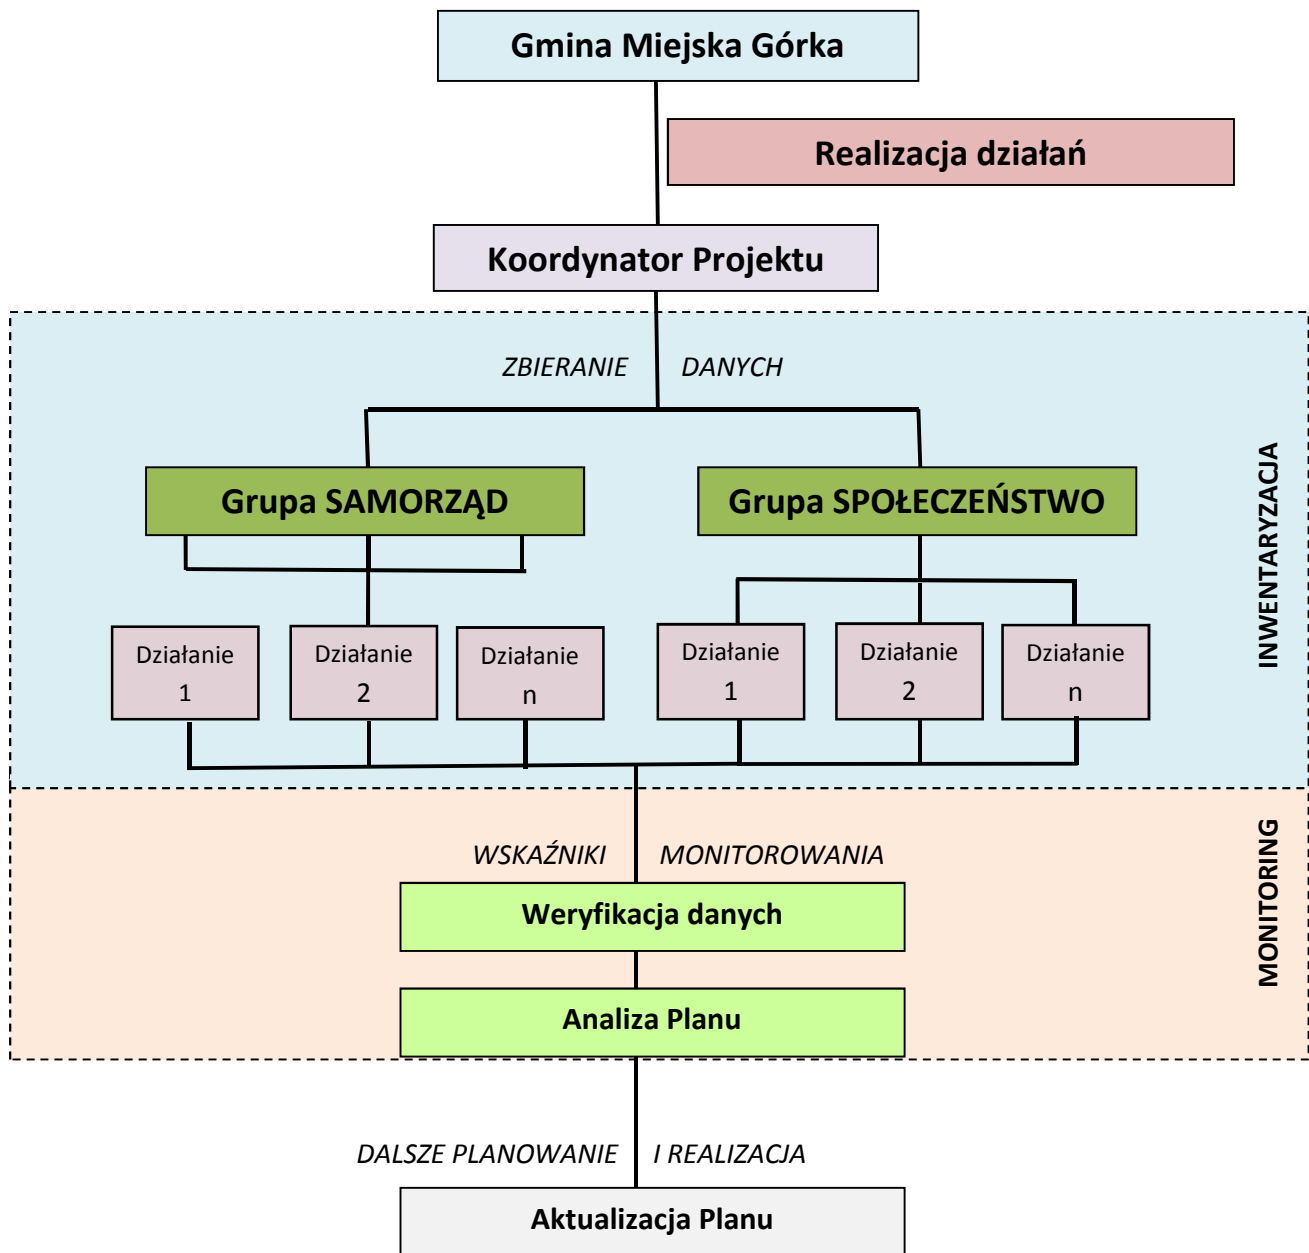 Gmina Miejska Górka
Realizacja działań
Koordynator Projektu
ZBIERANIE DANYCH
Grupa SAMORZĄD
Grupa SPOŁECZEŃSTWO
INWENTARYZACJA
Działanie
1
Działanie
2
Działanie
n
Działanie
1
Działanie
2
Działanie
n
MONITORING
WSKAŹNIKI MONITOROWANIA
Weryfikacja danych
Analiza Planu
DALSZE PLANOWANIE I REALIZACJA
Aktualizacja Planu